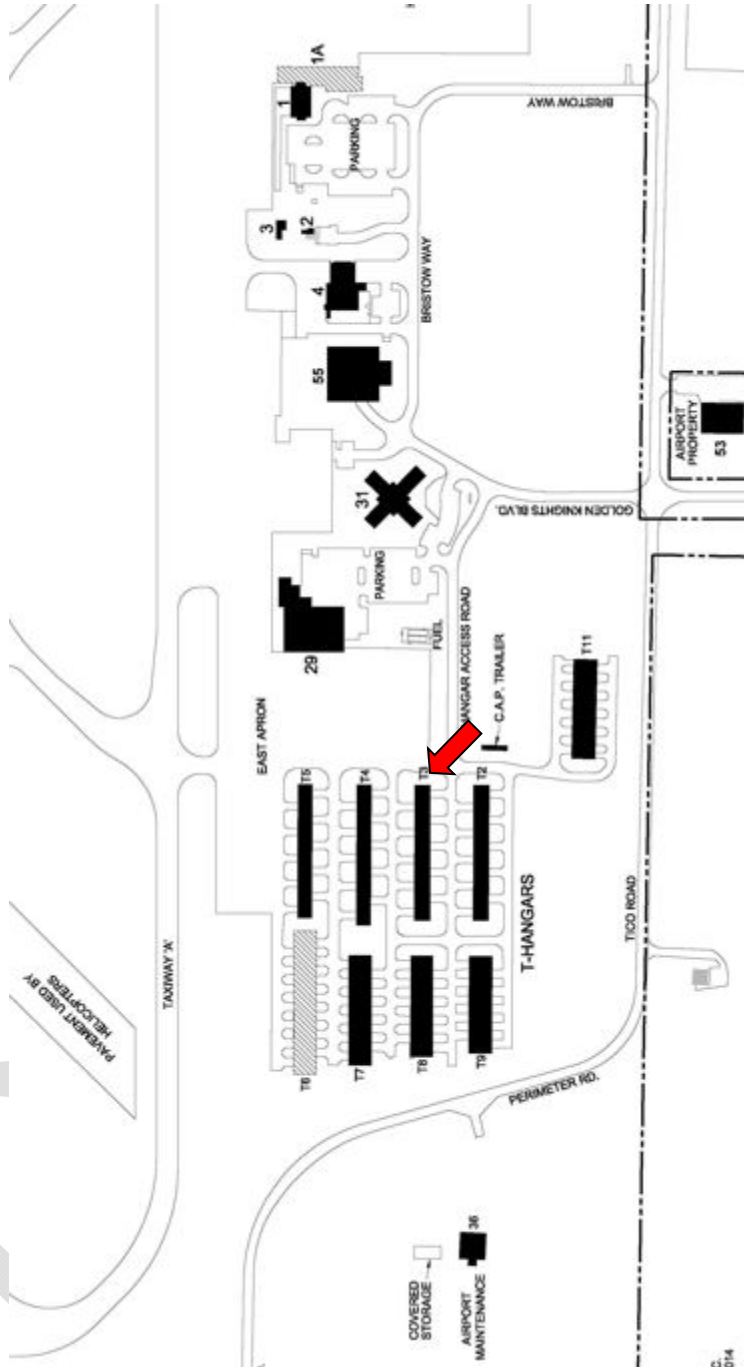 1A
1
PARKING
BRISTOW WAY
3
2
4
BRISTOW WAY
55
AIRPORT
PROPERTY
53
31
GOLDEN KNIGHTS BLVD.
PARKING
29
FUEL
HANGAR ACCESS ROAD
C.A.P. TRAILER
T11
EAST APRON
T5
T4
T3
T2
T-HANGARS
TICO ROAD
TAXIWAY 'A'
PAVEMENT USED BY
HELICOPTERS
T6
T7
T8
T9
PERIMETER RD.
COVERED
STORAGE
36
AIRPORT
MAINTENANCE
C.
014